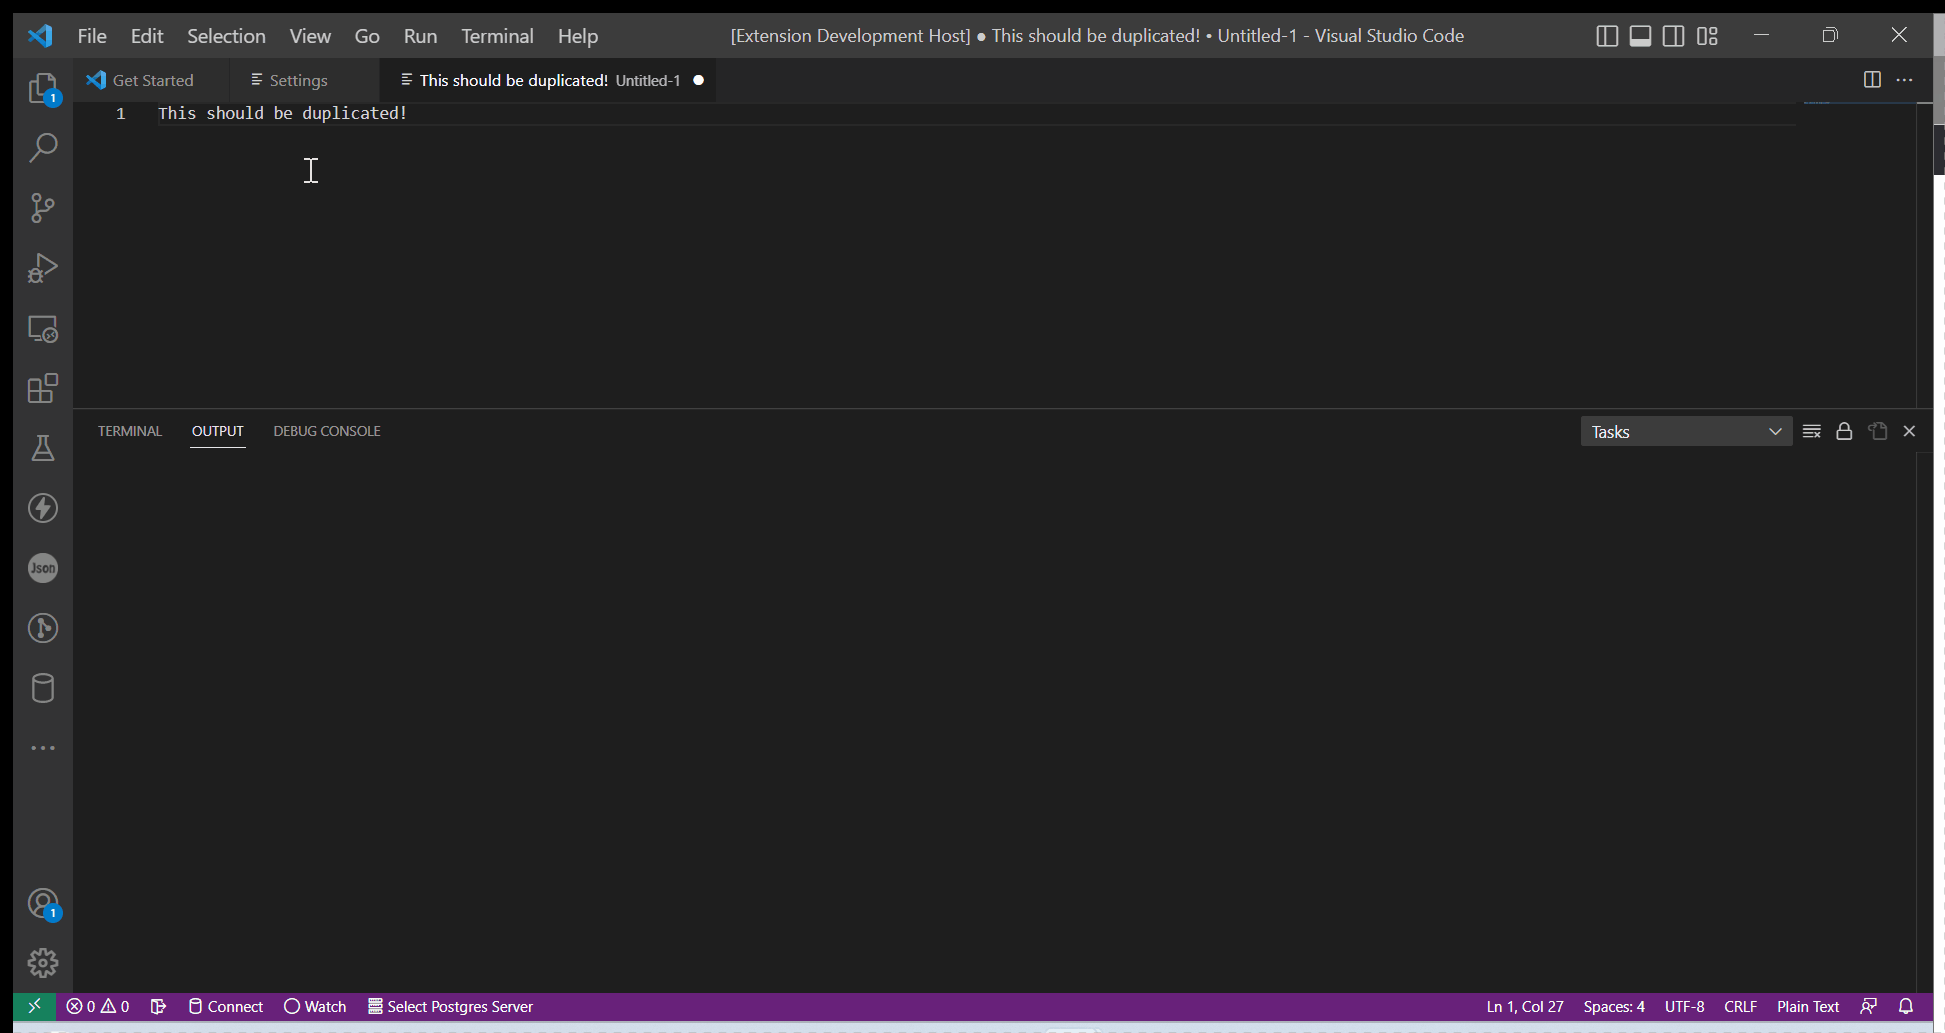 File Edit Selection View Go Run Terminal Help [Extension Development Host] ● This should be duplicated! • Untitled-1 - Visual Studio Code
Get Started Settings This should be duplicated! Untitled-1 ●
1 This should be duplicated!
TERMINAL OUTPUT DEBUG CONSOLE Tasks
1
Json
1
0 0 Connect Watch Select Postgres Server Ln 1, Col 27 Spaces: 4 UTF-8 CRLF Plain Text